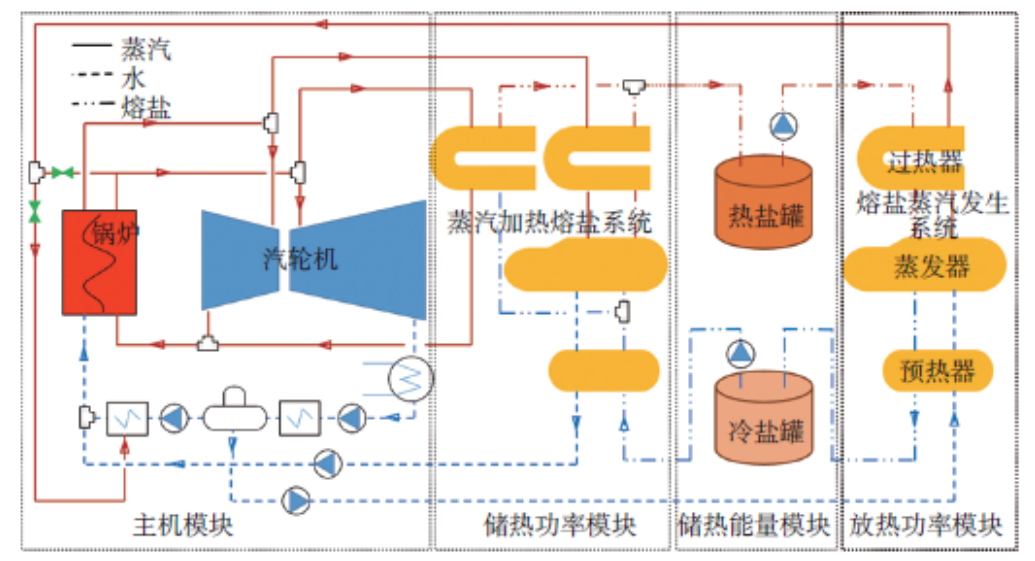 蒸汽
水
熔盐
锅炉
汽轮机
主机模块
蒸汽加热熔盐系统
储热功率模块
热盐罐
冷盐罐
储热能量模块
过热器
熔盐蒸汽发生
系统
蒸发器
预热器
放热功率模块